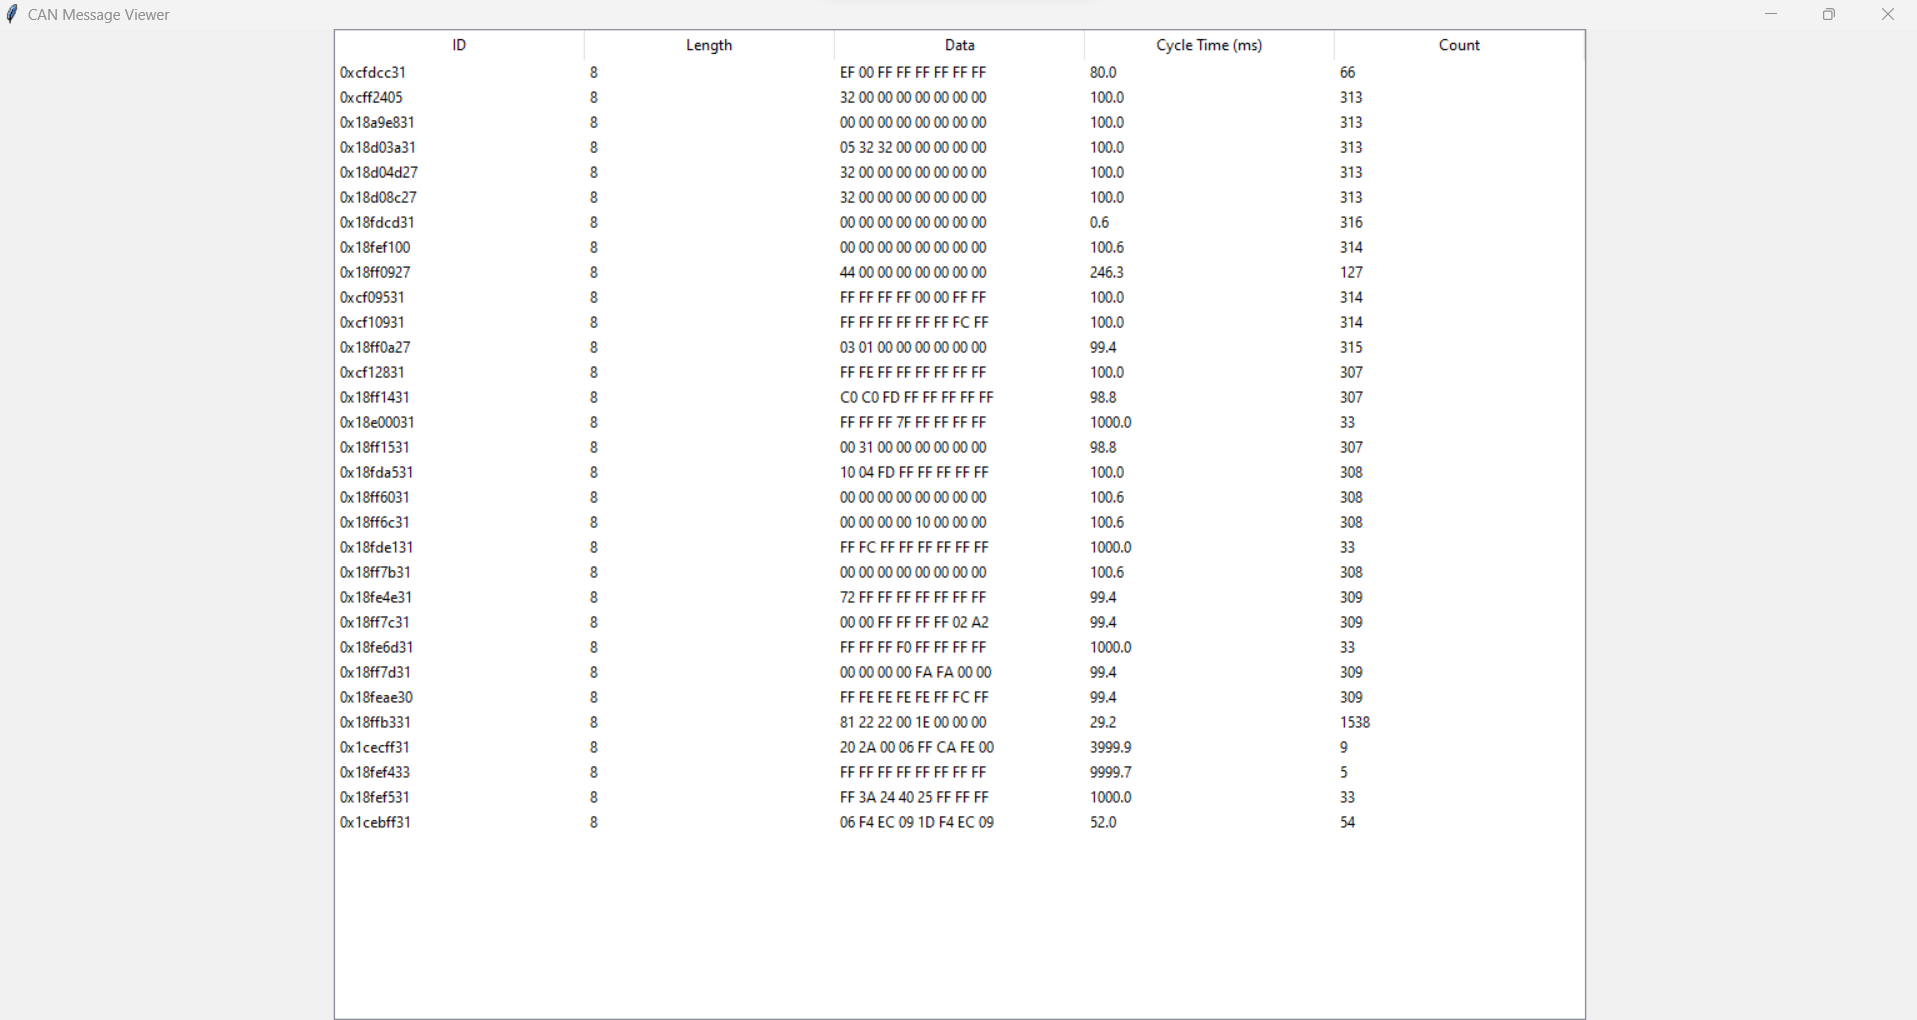 CAN Message Viewer
ID Length Data Cycle Time (ms) Count
0xcfdcc31 8 EF 00 FF FF FF FF FF FF 80.0 66
0xcff2405 8 32 00 00 00 00 00 00 00 100.0 313
0x18a9e831 8 00 00 00 00 00 00 00 00 100.0 313
0x18d03a31 8 05 32 32 00 00 00 00 00 100.0 313
0x18d04d27 8 32 00 00 00 00 00 00 00 100.0 313
0x18d08c27 8 32 00 00 00 00 00 00 00 100.0 313
0x18fdcd31 8 00 00 00 00 00 00 00 00 0.6 316
0x18fef100 8 00 00 00 00 00 00 00 00 100.6 314
0x18ff0927 8 44 00 00 00 00 00 00 00 246.3 127
0xcf09531 8 FF FF FF FF 00 00 FF FF 100.0 314
0xcf10931 8 FF FF FF FF FF FF FC FF 100.0 314
0x18ff0a27 8 03 01 00 00 00 00 00 00 99.4 315
0xcf12831 8 FF FE FF FF FF FF FF FF 100.0 307
0x18ff1431 8 C0 C0 FD FF FF FF FF FF 98.8 307
0x18e00031 8 FF FF FF 7F FF FF FF FF 1000.0 33
0x18ff1531 8 00 31 00 00 00 00 00 00 98.8 307
0x18fda531 8 10 04 FD FF FF FF FF FF 100.0 308
0x18ff6031 8 00 00 00 00 00 00 00 00 100.6 308
0x18ff6c31 8 00 00 00 00 10 00 00 00 100.6 308
0x18fde131 8 FF FC FF FF FF FF FF FF 1000.0 33
0x18ff7b31 8 00 00 00 00 00 00 00 00 100.6 308
0x18fe4e31 8 72 FF FF FF FF FF FF FF 99.4 309
0x18ff7c31 8 00 00 FF FF FF FF 02 A2 99.4 309
0x18fe6d31 8 FF FF FF F0 FF FF FF FF 1000.0 33
0x18ff7d31 8 00 00 00 00 FA FA 00 00 99.4 309
0x18feae30 8 FF FE FE FE FE FF FC FF 99.4 309
0x18ffb331 8 81 22 22 00 1E 00 00 00 29.2 1538
0x1cecff31 8 20 2A 00 06 FF CA FE 00 3999.9 9
0x18fef433 8 FF FF FF FF FF FF FF FF 9999.7 5
0x18fef531 8 FF 3A 24 40 25 FF FF FF 1000.0 33
0x1cebff31 8 06 F4 EC 09 1D F4 EC 09 52.0 54